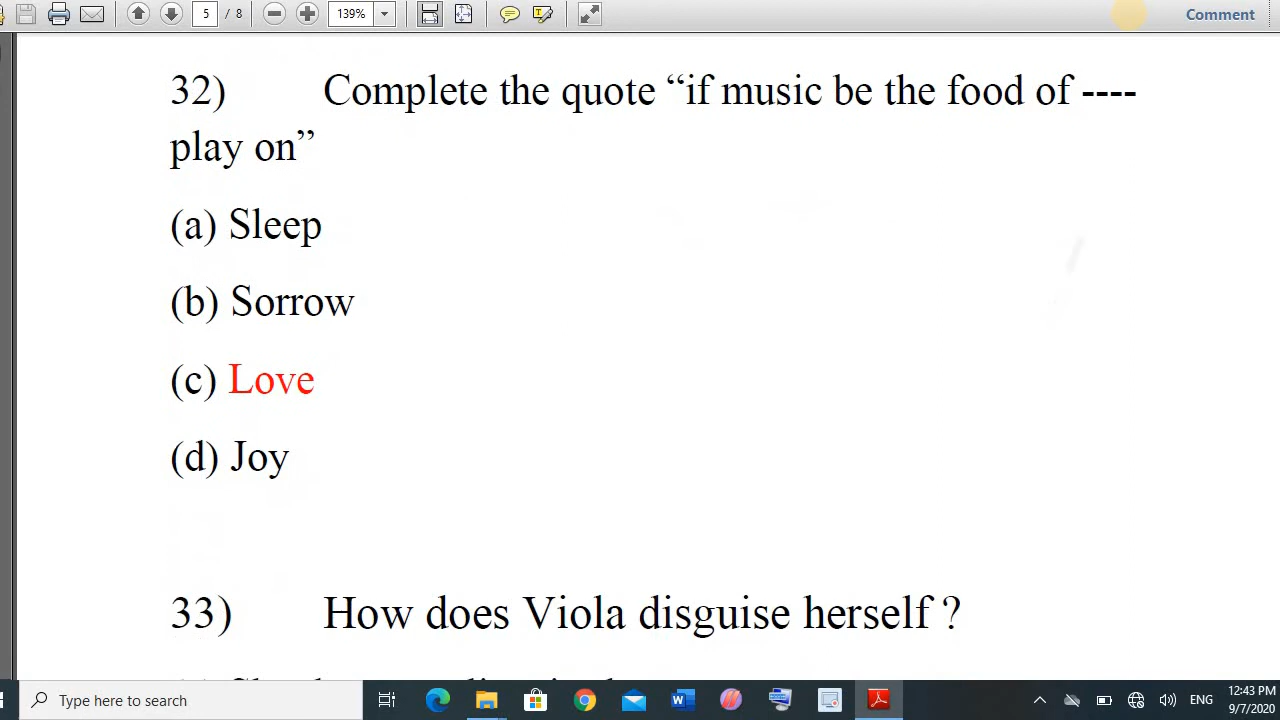 5 / 8
139%
Comment
32) Complete the quote “if music be the food of ----
play on”
(a) Sleep
(b) Sorrow
(c) Love
(d) Joy
33) How does Viola disguise herself ?
Type here to search
ENG
12:43 PM
9/7/2020